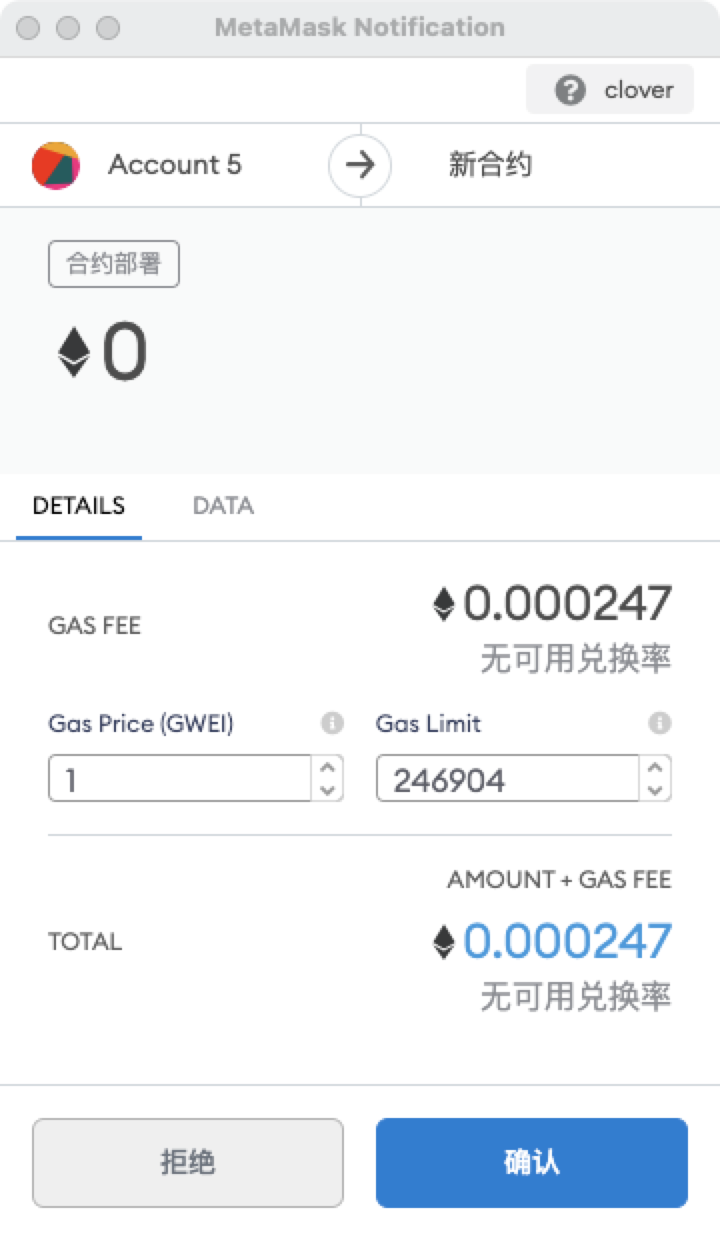 MetaMask Notification
clover
Account 5
新合约
合约部署
0
DETAILS DATA
GAS FEE
0.000247
无可用兑换率
Gas Price (GWEI) Gas Limit
1 246904
AMOUNT + GAS FEE
TOTAL
0.000247
无可用兑换率
拒绝 确认